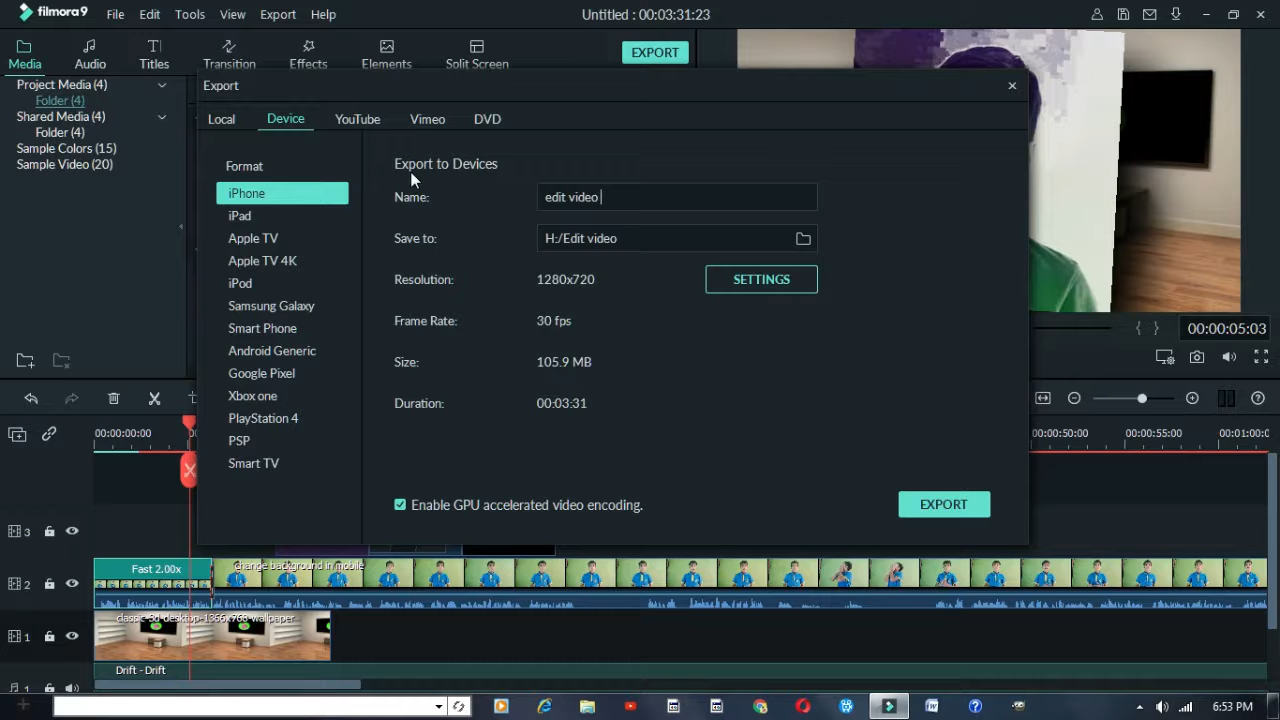 filmora9 File Edit Tools View Export Help Untitled : 00:03:31:23
Media Audio Titles Transition Effects Elements Split Screen EXPORT
Project Media (4)
Folder (4)
Shared Media (4)
Folder (4)
Sample Colors (15)
Sample Video (20)
Export
Local Device YouTube Vimeo DVD
Format
iPhone
iPad
Apple TV
Apple TV 4K
iPod
Samsung Galaxy
Smart Phone
Android Generic
Google Pixel
Xbox one
PlayStation 4
PSP
Smart TV
Export to Devices
Name: edit video
Save to: H:/Edit video
Resolution: 1280x720 SETTINGS
Frame Rate: 30 fps
Size: 105.9 MB
Duration: 00:03:31
Enable GPU accelerated video encoding. EXPORT
00:00:05:03
00:00:00:00 00:00:50:00 00:00:55:00 00:01:00:0
3
Fast 2.00x change background in mobile
2
classic-3d-desktop-1366x768-wallpaper
1
Drift - Drift
1
6:53 PM